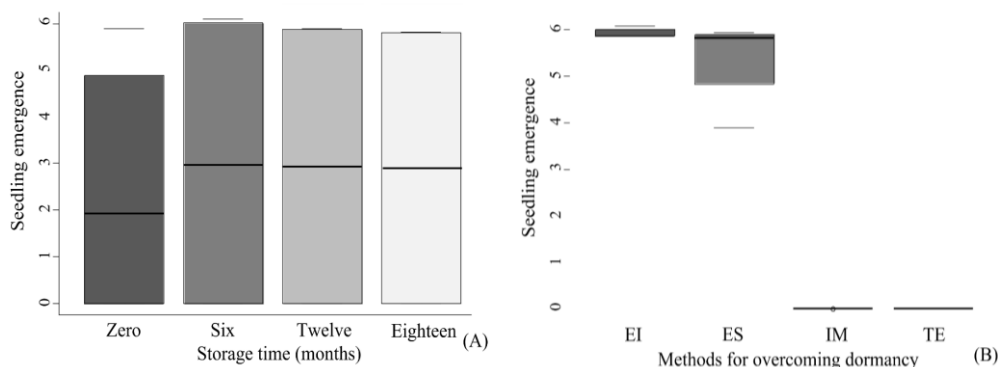 Seedling emergence
6
5
4
3
2
1
0
Zero Six Twelve Eighteen
Storage time (months)
(A)
Seedling emergence
6
5
4
3
2
1
0
EI ES IM TE
Methods for overcoming dormancy
(B)